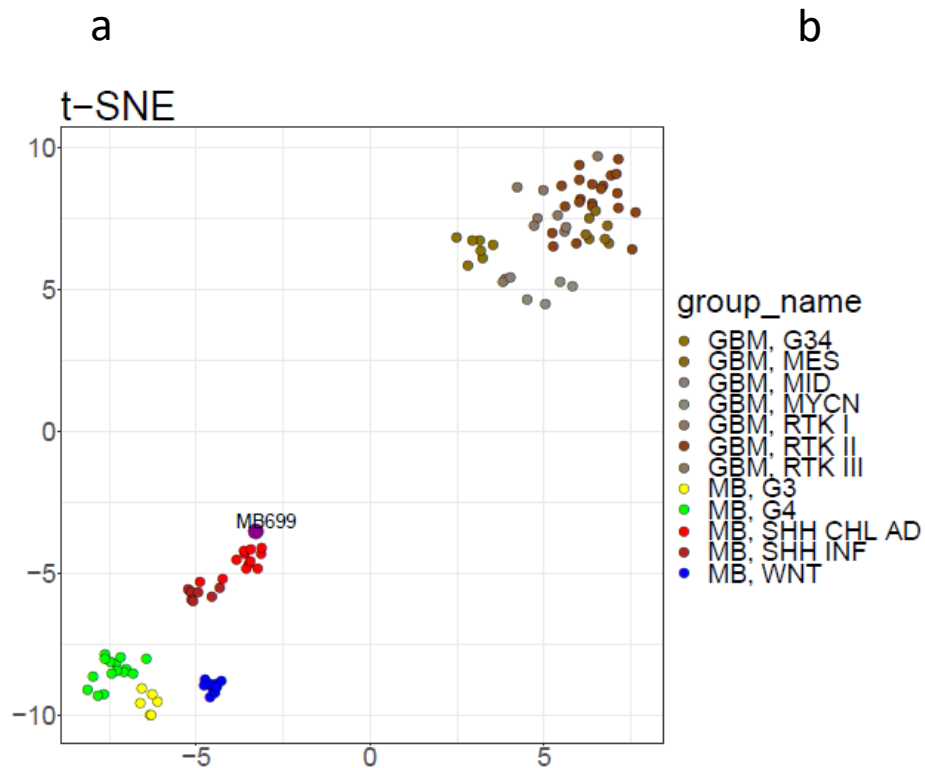 a
b
t-SNE
10
5
0
-5
-10
MB699
-5
0
5
group_name
GBM, G34
GBM, MES
GBM, MID
GBM, MYCN
GBM, RTK I
GBM, RTK II
GBM, RTK III
MB, G3
MB, G4
MB, SHH CHL AD
MB, SHH INF
MB, WNT